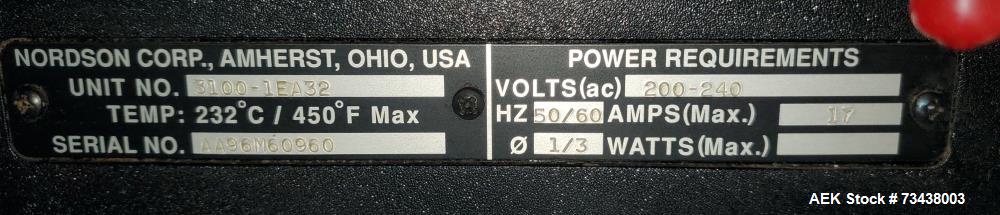 NORDSON CORP., AMHERST, OHIO, USA
UNIT NO. 3100-1EA32
TEMP: 232°C / 450°F Max
SERIAL NO. AA96M60960
POWER REQUIREMENTS
VOLTS(ac) 200-240
HZ 50/60 AMPS(Max.) 17
Ø 1/3 WATTS(Max.)
AEK Stock # 73438003